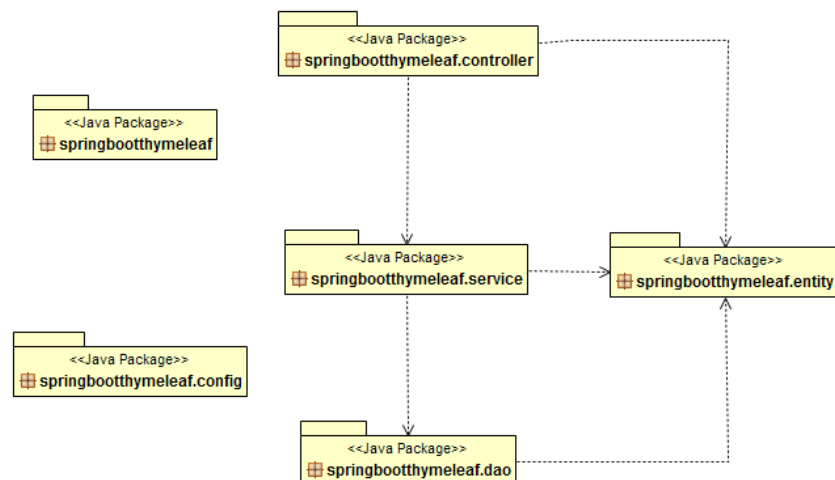 <<Java Package>>
springbootthymeleaf.controller
<<Java Package>>
springbootthymeleaf
<<Java Package>>
springbootthymeleaf.service
<<Java Package>>
springbootthymeleaf.entity
<<Java Package>>
springbootthymeleaf.config
<<Java Package>>
springbootthymeleaf.dao